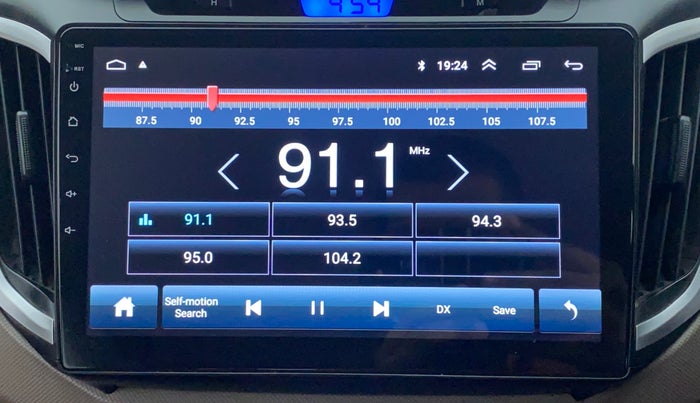 H 4:59 M
MIC
RST
19:24
87.5 90 92.5 95 97.5 100 102.5 105 107.5
91.1 MHz
91.1 93.5 94.3
95.0 104.2
Self-motion
Search
DX Save